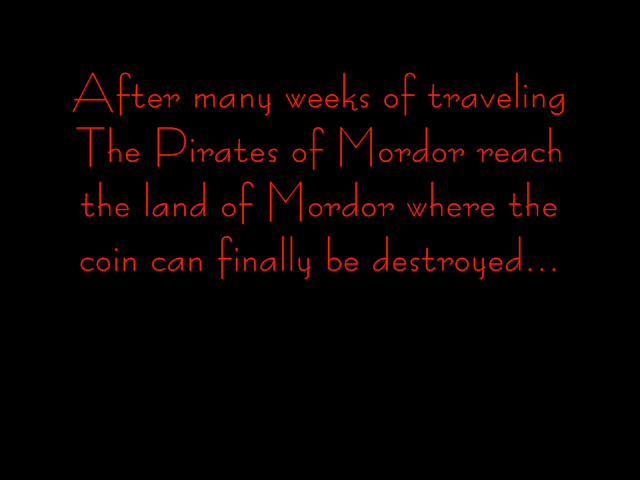 After many weeks of traveling
The Pirates of Mordor reach
the land of Mordor where the
coin can finally be destroyed...